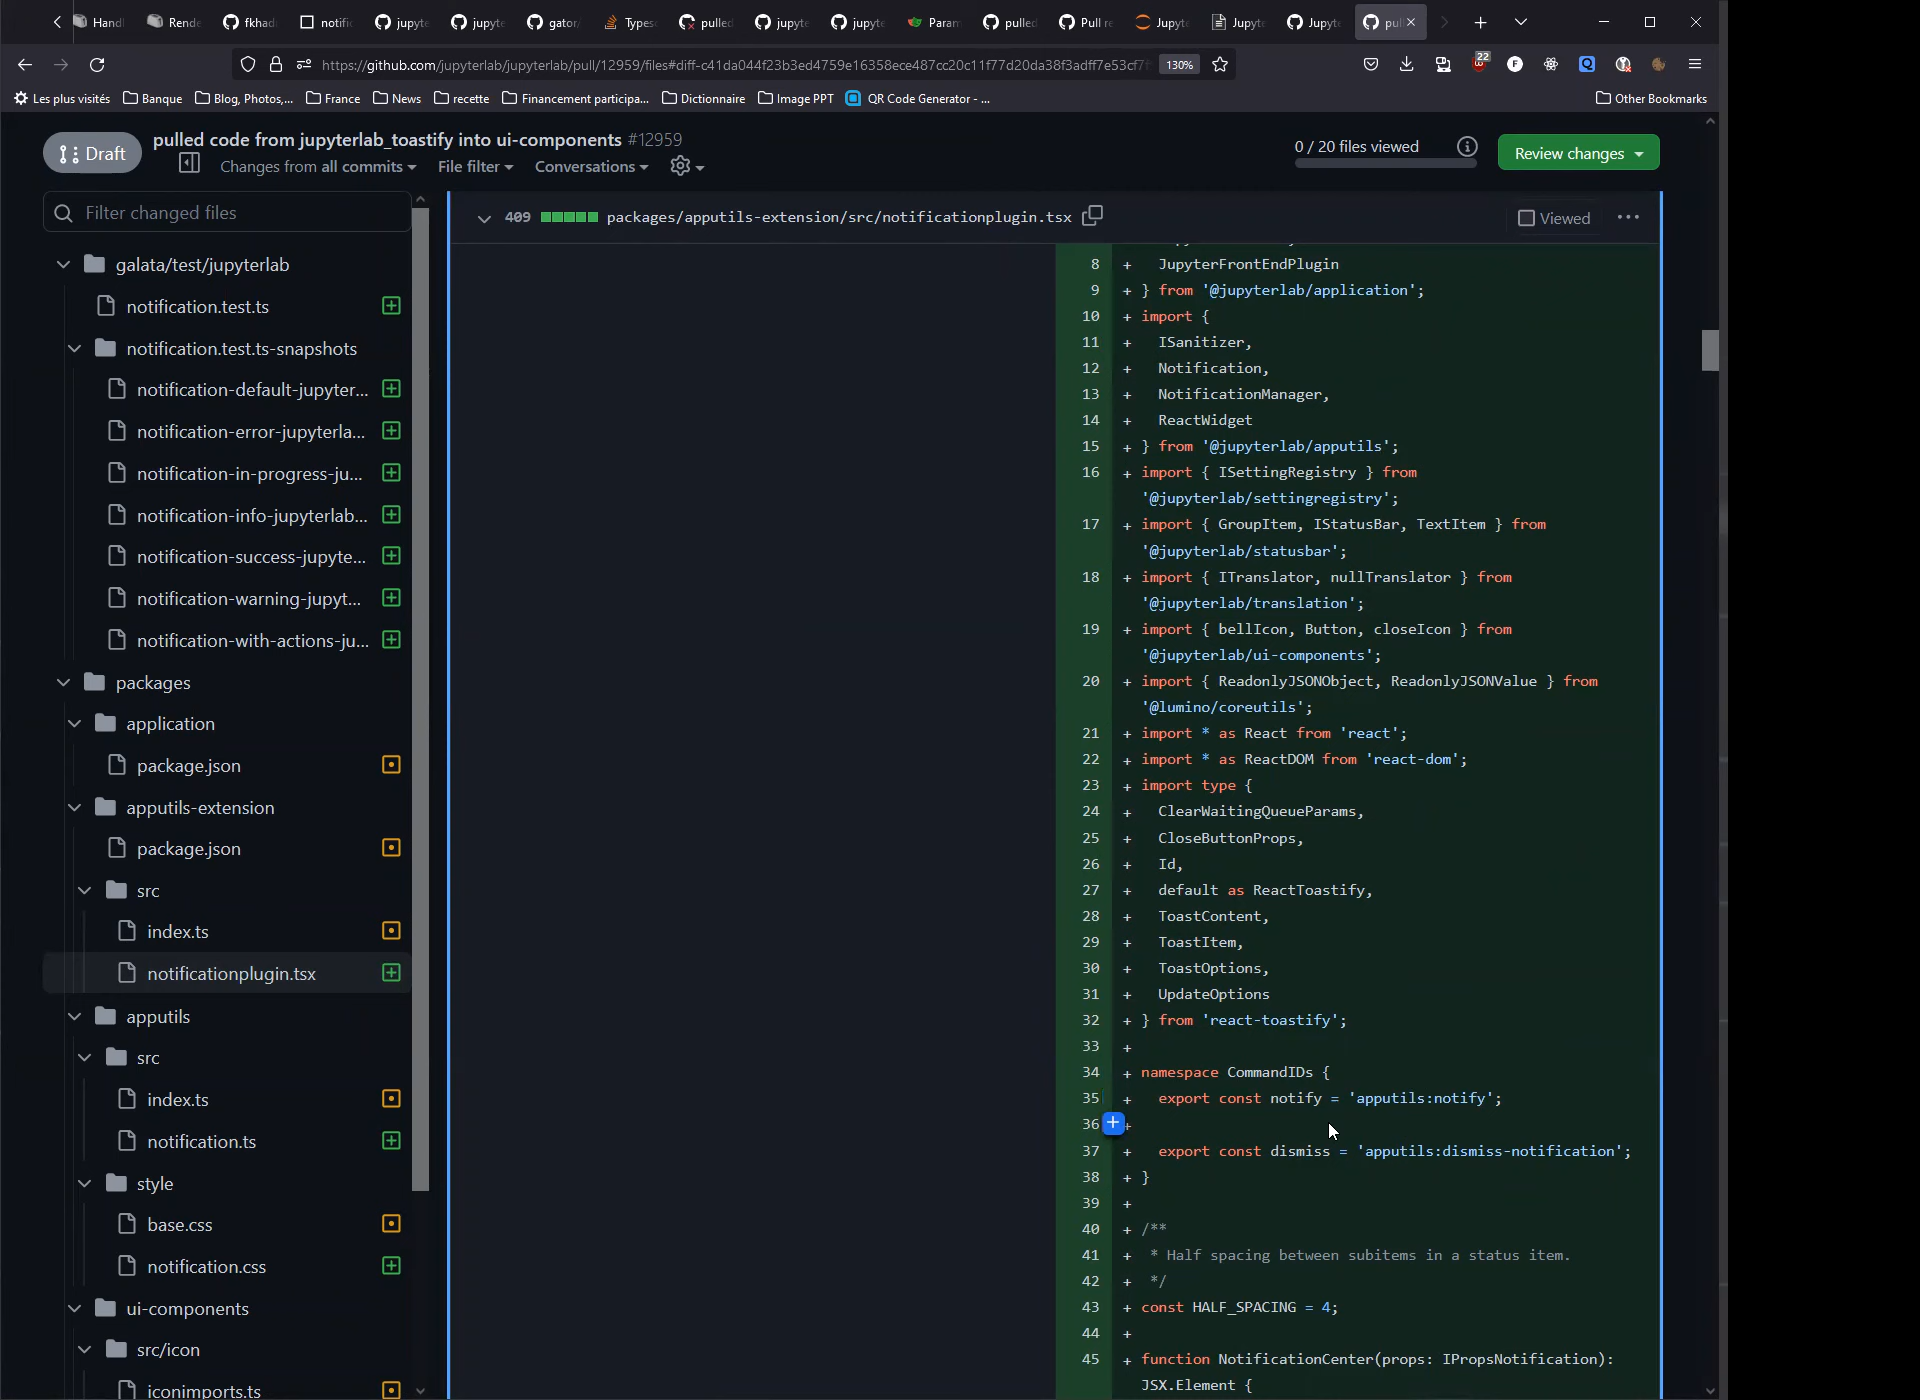 Handl
Rende
fkhad
notific
jupyte
jupyte
gator/
Types
pulled
jupyte
jupyte
Param
pulled
Pull re
Jupyte
Jupyte
Jupyte
pul
https://github.com/jupyterlab/jupyterlab/pull/12959/files#diff-c41da044f23b3ed4759e16358ece487cc20c11f77d20da38f3adff7e53cf7f
130%
22
Les plus visités
Banque
Blog, Photos,...
France
News
recette
Financement participa...
Dictionnaire
Image PPT
QR Code Generator - ...
Other Bookmarks
Draft
pulled code from jupyterlab_toastify into ui-components #12959
Changes from all commits
File filter
Conversations
0 / 20 files viewed
Review changes
Filter changed files
galata/test/jupyterlab
notification.test.ts
notification.test.ts-snapshots
notification-default-jupyter...
notification-error-jupyterla...
notification-in-progress-ju...
notification-info-jupyterlab...
notification-success-jupyte...
notification-warning-jupyt...
notification-with-actions-ju...
packages
application
package.json
apputils-extension
package.json
src
index.ts
notificationplugin.tsx
apputils
src
index.ts
notification.ts
style
base.css
notification.css
ui-components
src/icon
iconimports.ts
409 packages/apputils-extension/src/notificationplugin.tsx
Viewed
8 + JupyterFrontEndPlugin
9 + } from '@jupyterlab/application';
10 + import {
11 + ISanitizer,
12 + Notification,
13 + NotificationManager,
14 + ReactWidget
15 + } from '@jupyterlab/apputils';
16 + import { ISettingRegistry } from
'@jupyterlab/settingregistry';
17 + import { GroupItem, IStatusBar, TextItem } from
'@jupyterlab/statusbar';
18 + import { ITranslator, nullTranslator } from
'@jupyterlab/translation';
19 + import { bellIcon, Button, closeIcon } from
'@jupyterlab/ui-components';
20 + import { ReadonlyJSONObject, ReadonlyJSONValue } from
'@lumino/coreutils';
21 + import * as React from 'react';
22 + import * as ReactDOM from 'react-dom';
23 + import type {
24 + ClearWaitingQueueParams,
25 + CloseButtonProps,
26 + Id,
27 + default as ReactToastify,
28 + ToastContent,
29 + ToastItem,
30 + ToastOptions,
31 + UpdateOptions
32 + } from 'react-toastify';
33 +
34 + namespace CommandIDs {
35 + export const notify = 'apputils:notify';
36 +
37 + export const dismiss = 'apputils:dismiss-notification';
38 + }
39 +
40 + /**
41 + * Half spacing between subitems in a status item.
42 + */
43 + const HALF_SPACING = 4;
44 +
45 + function NotificationCenter(props: IPropsNotification):
JSX.Element {